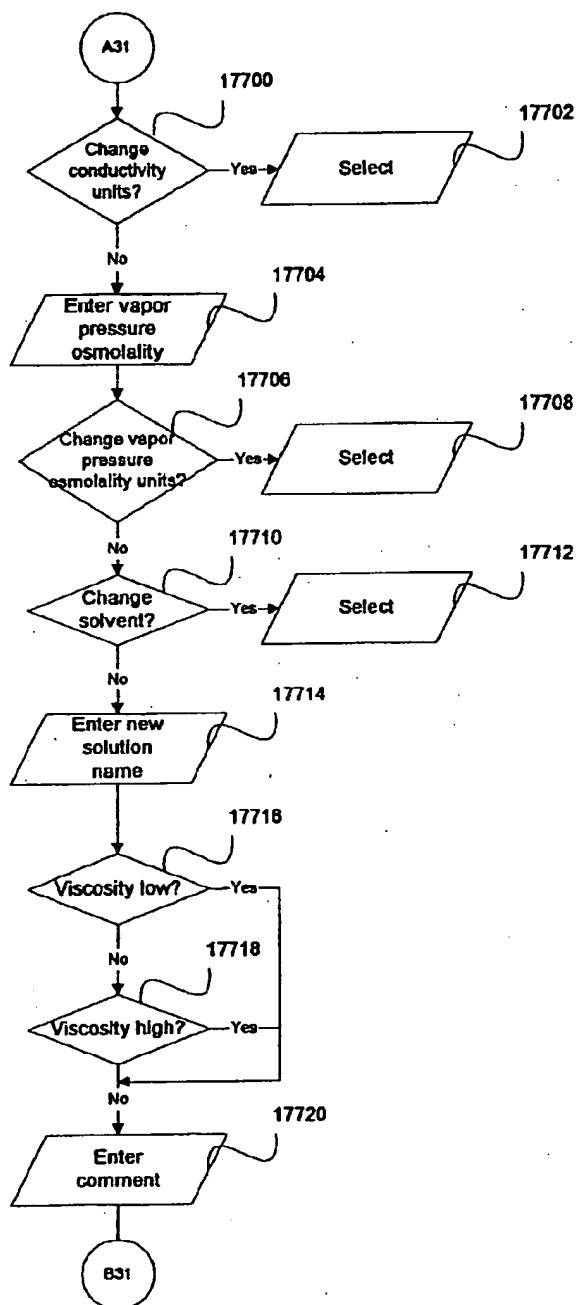 A31
17700
Change
conductivity
units?
Yes
17702
Select
No
17704
Enter vapor
pressure
osmolality
17706
Change vapor
pressure
osmolality units?
Yes
17708
Select
No
17710
Change
solvent?
Yes
17712
Select
No
17714
Enter new
solution
name
17716
Viscosity low?
Yes
No
17718
Viscosity high?
Yes
No
17720
Enter
comment
B31